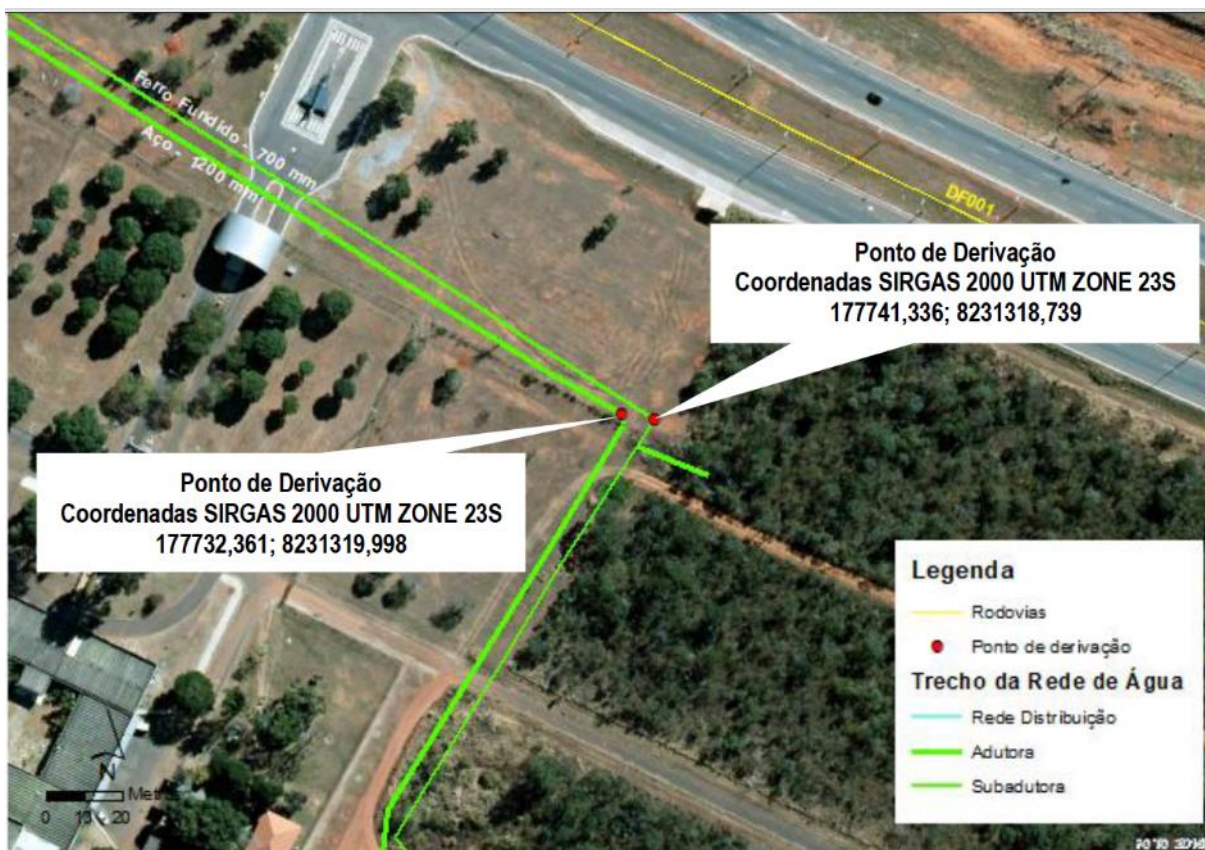 Ferro Fundido - 700 mm
Aço - 1200 mm
DF001
Ponto de Derivação
Coordenadas SIRGAS 2000 UTM ZONE 23S
177741,336; 8231318,739
Ponto de Derivação
Coordenadas SIRGAS 2000 UTM ZONE 23S
177732,361; 8231319,998
Legenda
Rodovias
Ponto de derivação
Trecho da Rede de Água
Rede Distribuição
Adutora
Subadutora
N
0 10 20